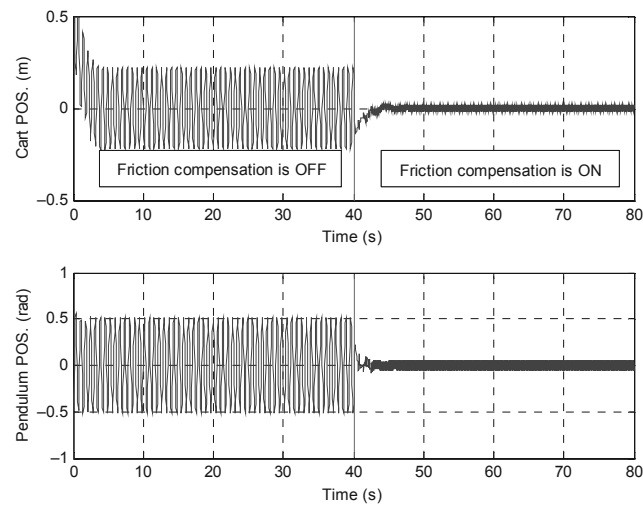 0.5
Cart POS. (m)
0
Friction compensation is OFF
Friction compensation is ON
–0.5
0 10 20 30 40 50 60 70 80
Time (s)
1
0.5
Pendulum POS. (rad)
0
–0.5
–1
0 10 20 30 40 50 60 70 80
Time (s)